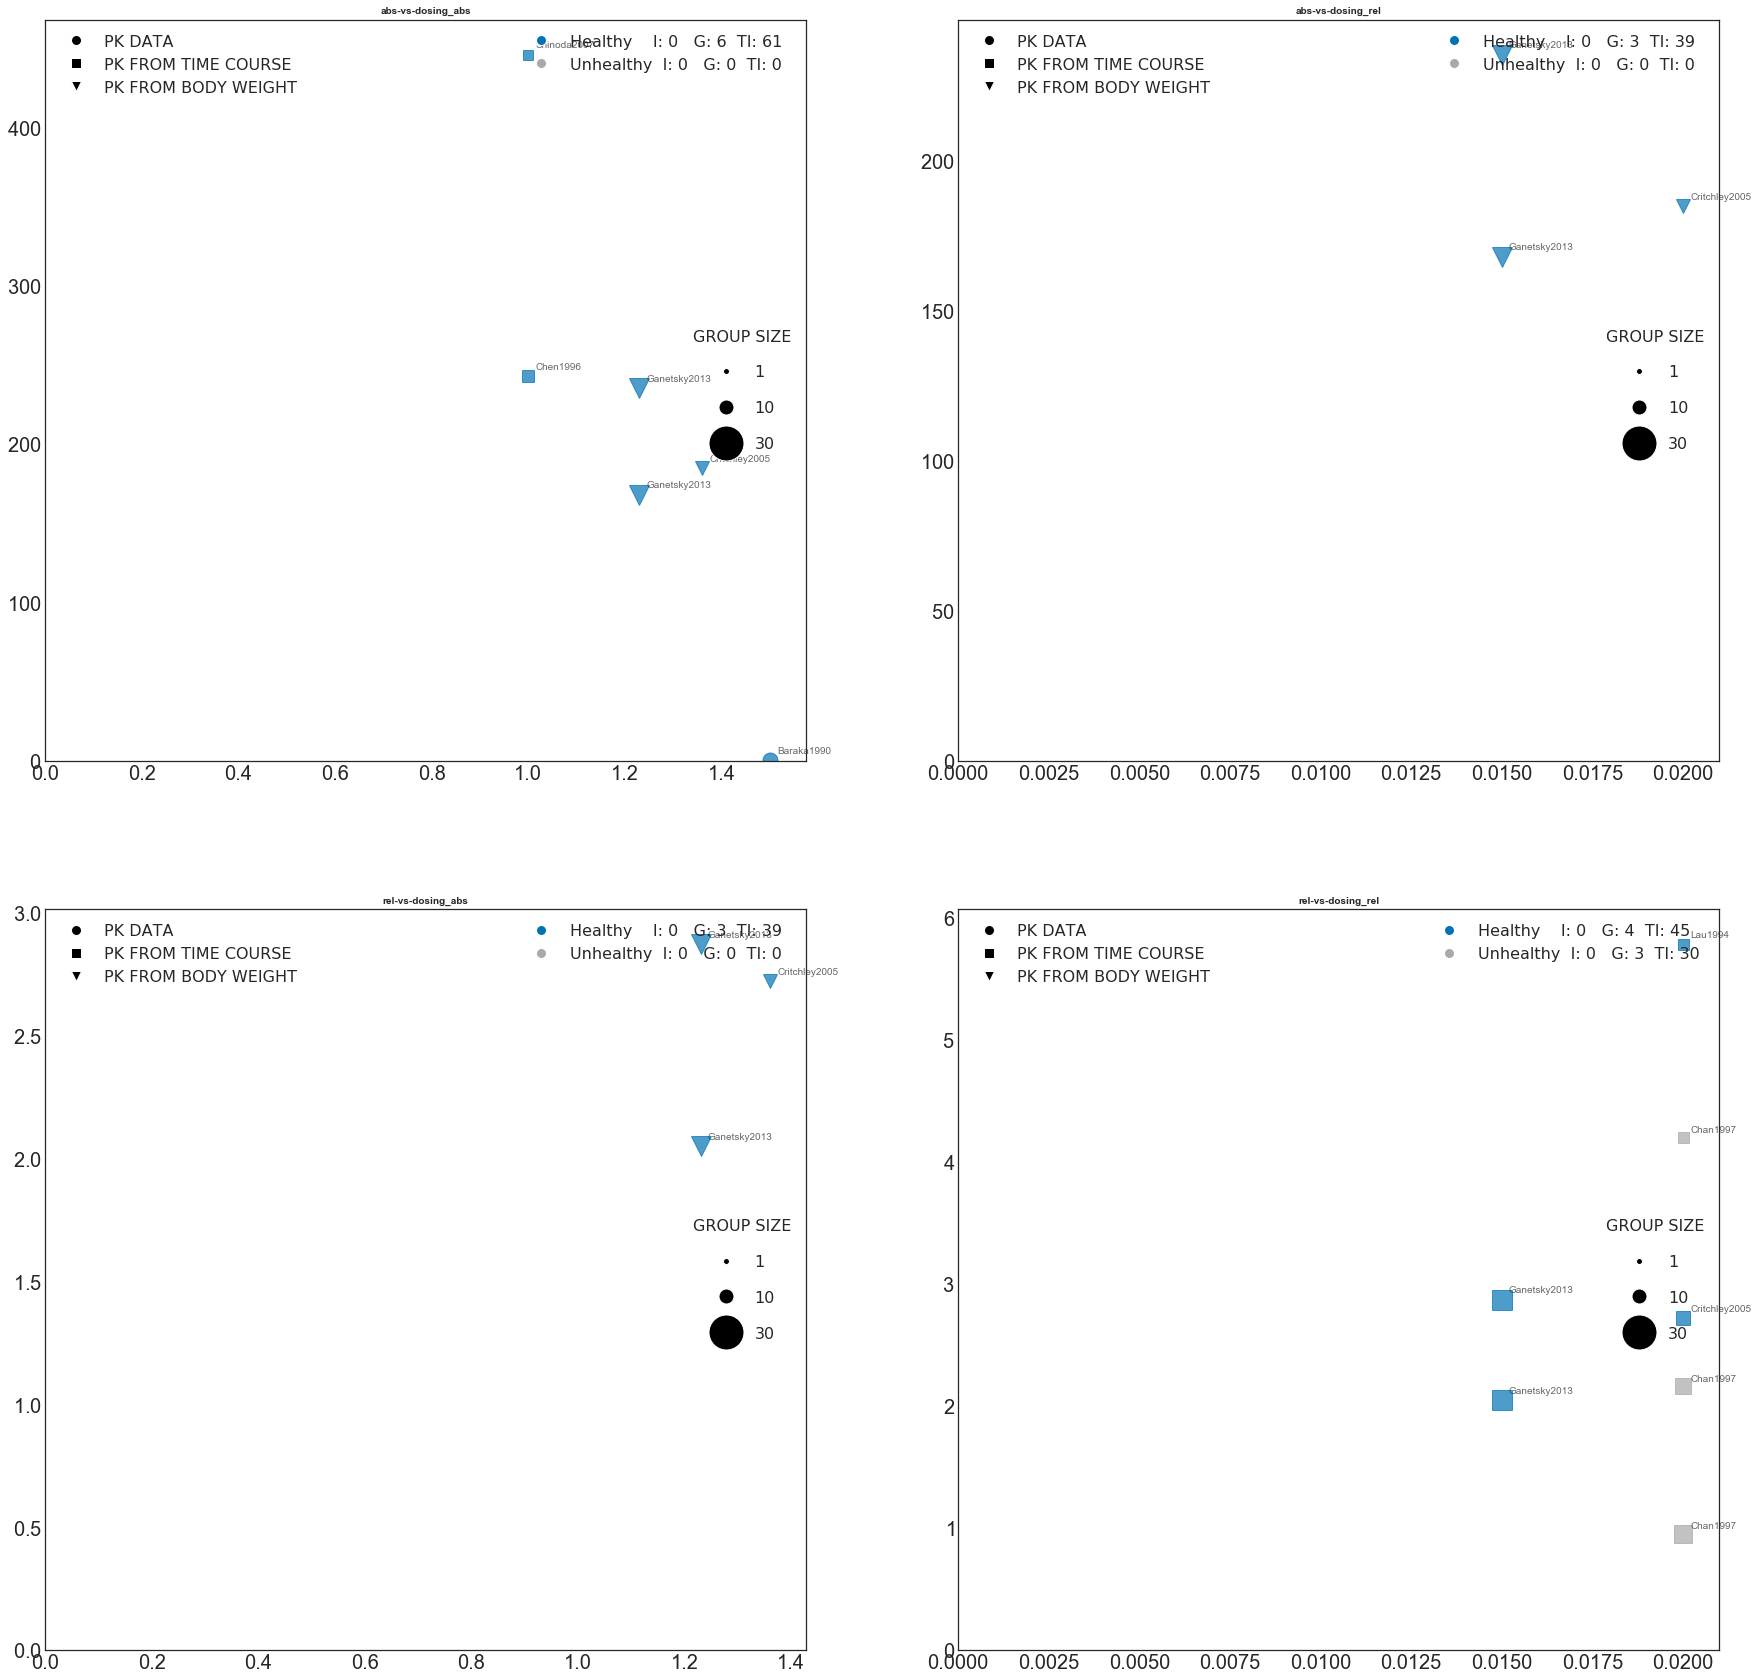 abs-vs-dosing_abs
PK DATA
PK FROM TIME COURSE
PK FROM BODY WEIGHT
Healthy I: 0 G: 6 TI: 61
Unhealthy I: 0 G: 0 TI: 0
400
300
200
100
0
Chen1996
Ganetsky2013
Ganetsky2013
Critchley2005
Baraka1990
GROUP SIZE
1
10
30
0.0 0.2 0.4 0.6 0.8 1.0 1.2 1.4
abs-vs-dosing_rel
PK DATA
PK FROM TIME COURSE
PK FROM BODY WEIGHT
Healthy I: 0 G: 3 TI: 39
Unhealthy I: 0 G: 0 TI: 0
200
150
100
50
0
Ganetsky2013
Critchley2005
Ganetsky2013
GROUP SIZE
1
10
30
0.0000 0.0025 0.0050 0.0075 0.0100 0.0125 0.0150 0.0175 0.0200
rel-vs-dosing_abs
PK DATA
PK FROM TIME COURSE
PK FROM BODY WEIGHT
Healthy I: 0 G: 3 TI: 39
Unhealthy I: 0 G: 0 TI: 0
3.0
2.5
2.0
1.5
1.0
0.5
0.0
Ganetsky2013
Critchley2005
Ganetsky2013
GROUP SIZE
1
10
30
0.0 0.2 0.4 0.6 0.8 1.0 1.2 1.4
rel-vs-dosing_rel
PK DATA
PK FROM TIME COURSE
PK FROM BODY WEIGHT
Healthy I: 0 G: 4 TI: 45
Unhealthy I: 0 G: 3 TI: 30
6
5
4
3
2
1
0
Lau1994
Chan1997
Ganetsky2013
Critchley2005
Chan1997
Ganetsky2013
Chan1997
GROUP SIZE
1
10
30
0.0000 0.0025 0.0050 0.0075 0.0100 0.0125 0.0150 0.0175 0.0200